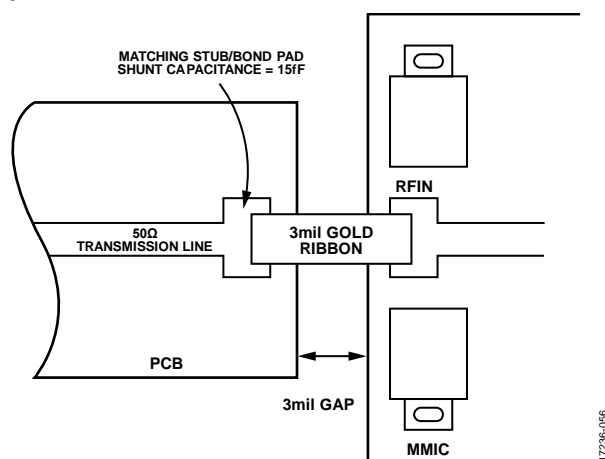 MATCHING STUB/BOND PAD
SHUNT CAPACITANCE = 15fF
RFIN
50Ω
TRANSMISSION LINE
3mil GOLD
RIBBON
PCB
3mil GAP
MMIC
17236-056